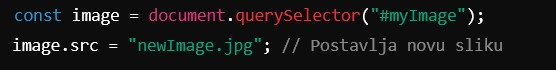 const image = document.querySelector("#myImage");
image.src = "newImage.jpg"; // Postavlja novu sliku